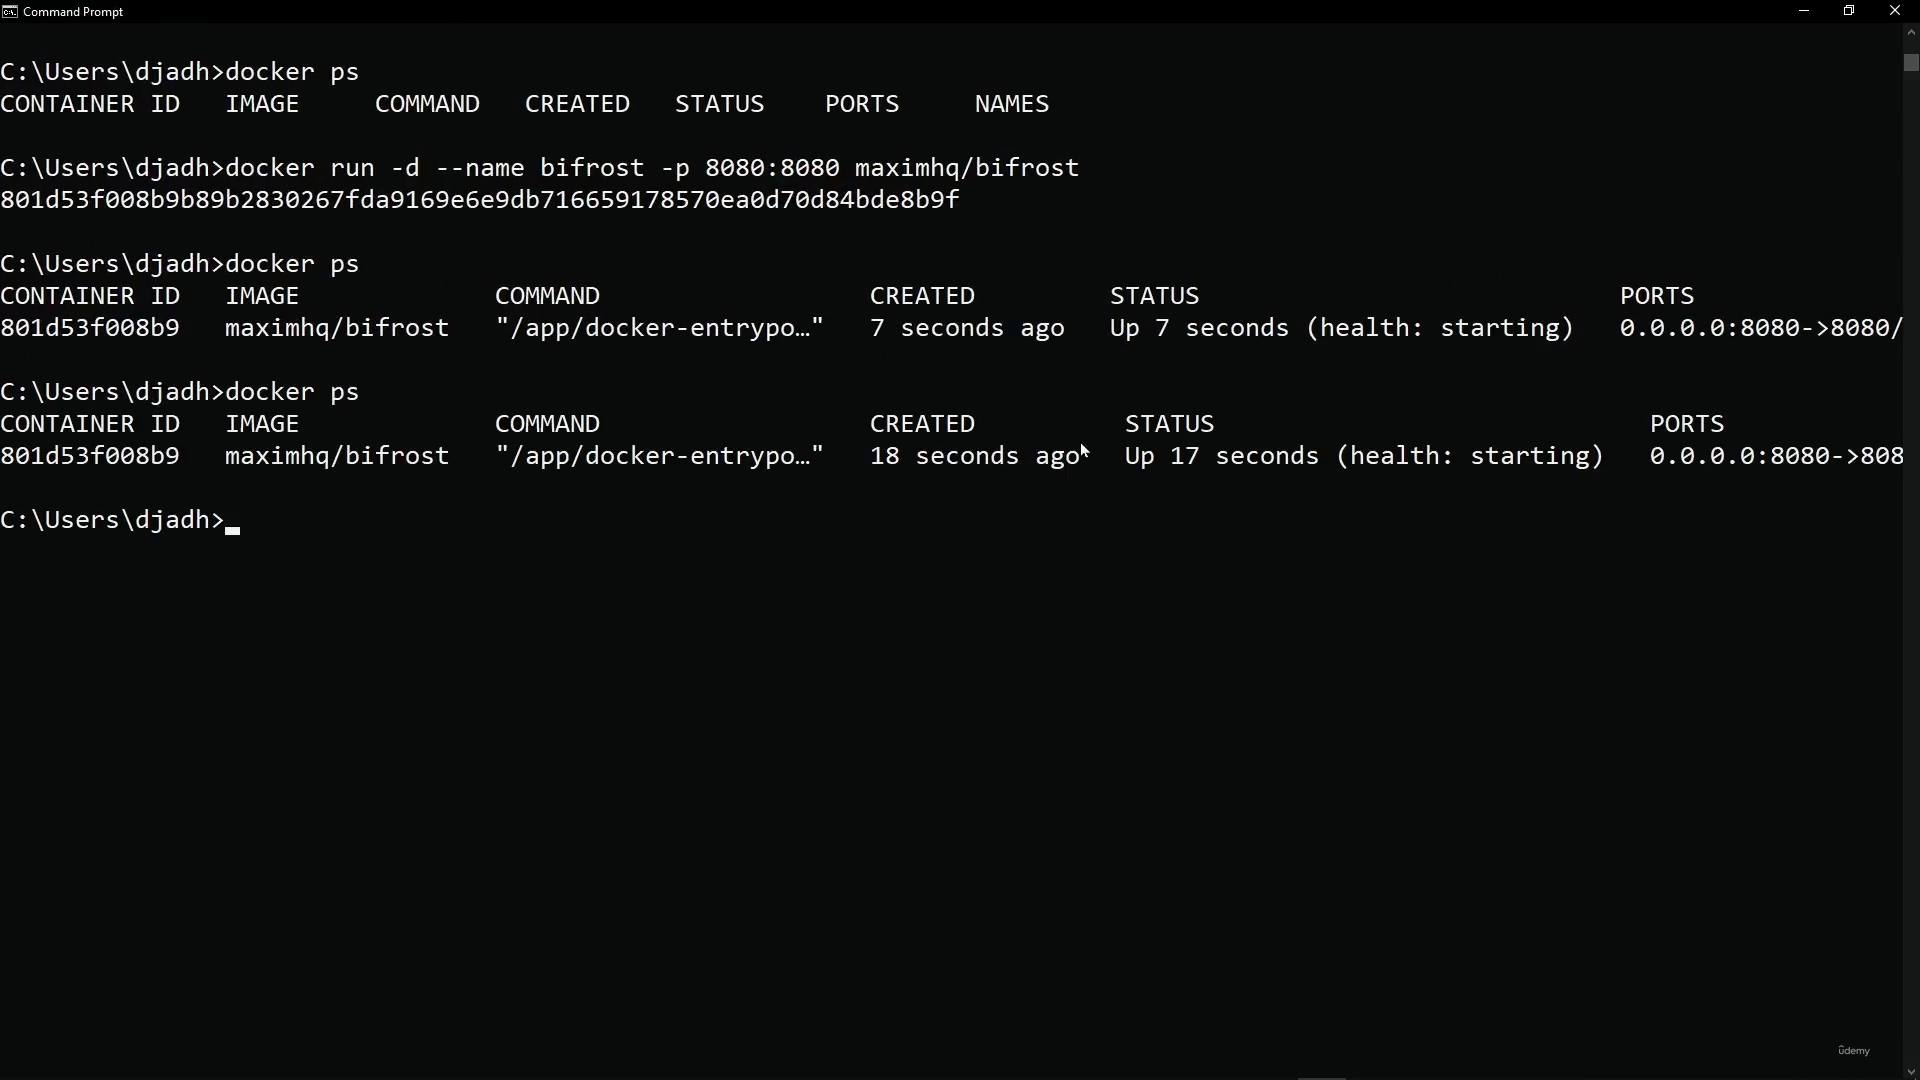 Command Prompt
C:\Users\djadh>docker ps
CONTAINER ID   IMAGE     COMMAND   CREATED   STATUS    PORTS     NAMES
C:\Users\djadh>docker run -d --name bifrost -p 8080:8080 maximhq/bifrost
801d53f008b9b89b2830267fda9169e6e9db716659178570ea0d70d84bde8b9f
C:\Users\djadh>docker ps
CONTAINER ID   IMAGE             COMMAND                  CREATED         STATUS                            PORTS
801d53f008b9   maximhq/bifrost   "/app/docker-entrypo…"   7 seconds ago   Up 7 seconds (health: starting)   0.0.0.0:8080->8080/
C:\Users\djadh>docker ps
CONTAINER ID   IMAGE             COMMAND                  CREATED          STATUS                             PORTS
801d53f008b9   maximhq/bifrost   "/app/docker-entrypo…"   18 seconds ago   Up 17 seconds (health: starting)   0.0.0.0:8080->808
C:\Users\djadh>
udemy